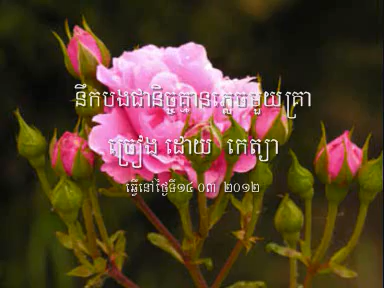 នឹកបងជានិច្ចគ្មានភ្លេចមួយគ្រា
ច្រៀង ដោយ កេត្យា
ធ្វើនៅថ្ងៃទី១៤ ០៣ ២០១២